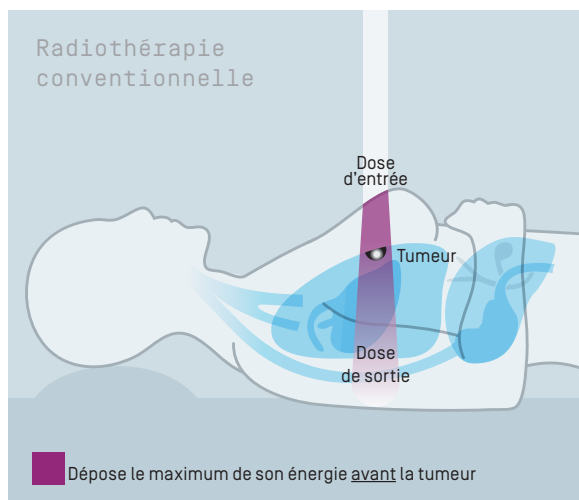 Radiothérapie
conventionnelle
Dose
d'entrée
Tumeur
Dose
de sortie
Dépose le maximum de son énergie avant la tumeur